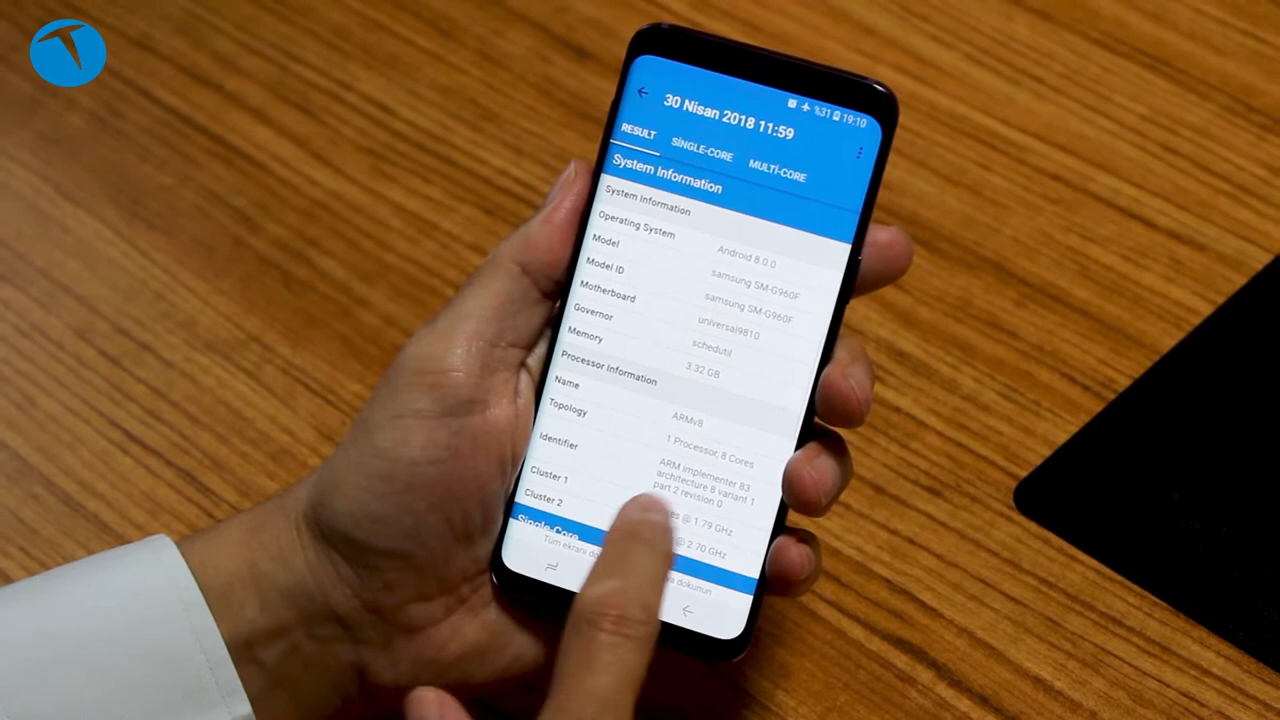 %31 19:10
30 Nisan 2018 11:59
RESULT SİNGLE-CORE MULTİ-CORE
System Information
System Information
Operating System Android 8.0.0
Model samsung SM-G960F
Model ID samsung SM-G960F
Motherboard universal9810
Governor schedutil
Memory 3.32 GB
Processor Information
Name ARMv8
Topology 1 Processor, 8 Cores
Identifier ARM implementer 83
architecture 8 variant 1
part 2 revision 0
Cluster 1 @ 1.79 GHz
Cluster 2 @ 2.70 GHz
Single-Core
Tüm ekranı dokunun